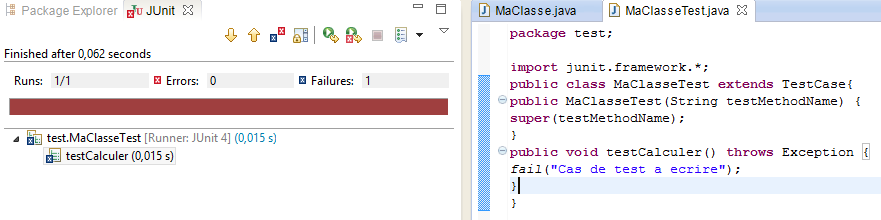 Package Explorer JUnit
Finished after 0,062 seconds
Runs: 1/1 Errors: 0 Failures: 1
test.MaClasseTest [Runner: JUnit 4] (0,015 s)
testCalculer (0,015 s)
MaClasse.java MaClasseTest.java
package test;
import junit.framework.*;
public class MaClasseTest extends TestCase{
public MaClasseTest(String testMethodName) {
super(testMethodName);
}
public void testCalculer() throws Exception {
fail("Cas de test a ecrire");
}
}